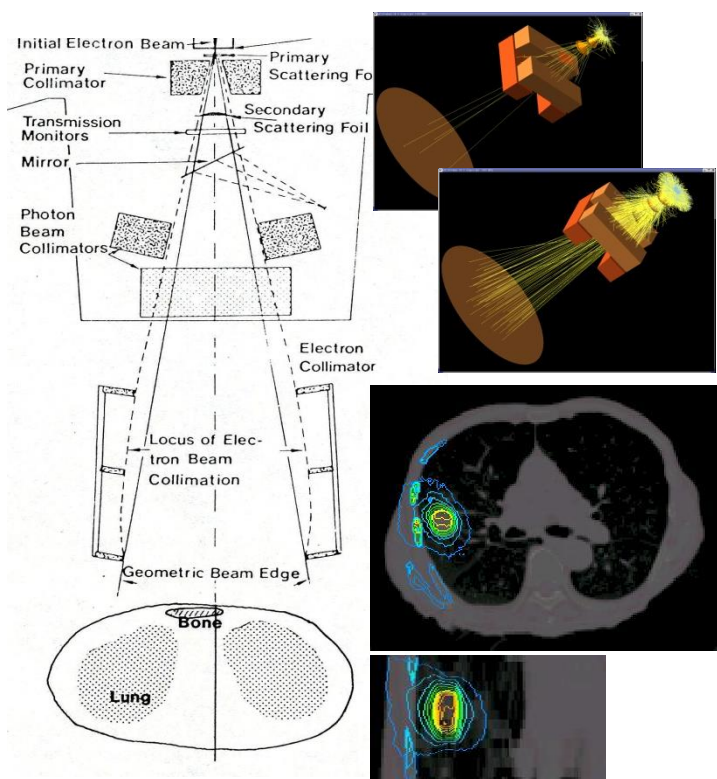 Initial Electron Beam
Primary
Scattering Fo
Primary
Collimator
Secondary
Scattering Foil
Transmission
Monitors
Mirror
Photon
Beam
Collimators
Electron
Collimator
Locus of Elec-
tron Beam
Collimation
Geometric Beam Edge
Bone
Lung